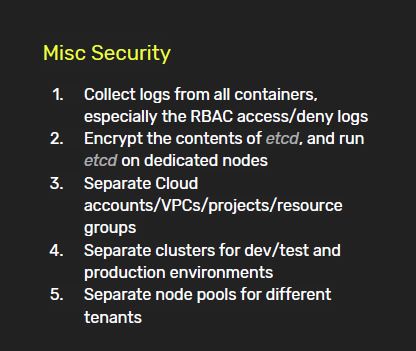 Misc Security
1. Collect logs from all containers,
especially the RBAC access/deny logs
2. Encrypt the contents of etcd, and run
etcd on dedicated nodes
3. Separate Cloud
accounts/VPCs/projects/resource
groups
4. Separate clusters for dev/test and
production environments
5. Separate node pools for different
tenants